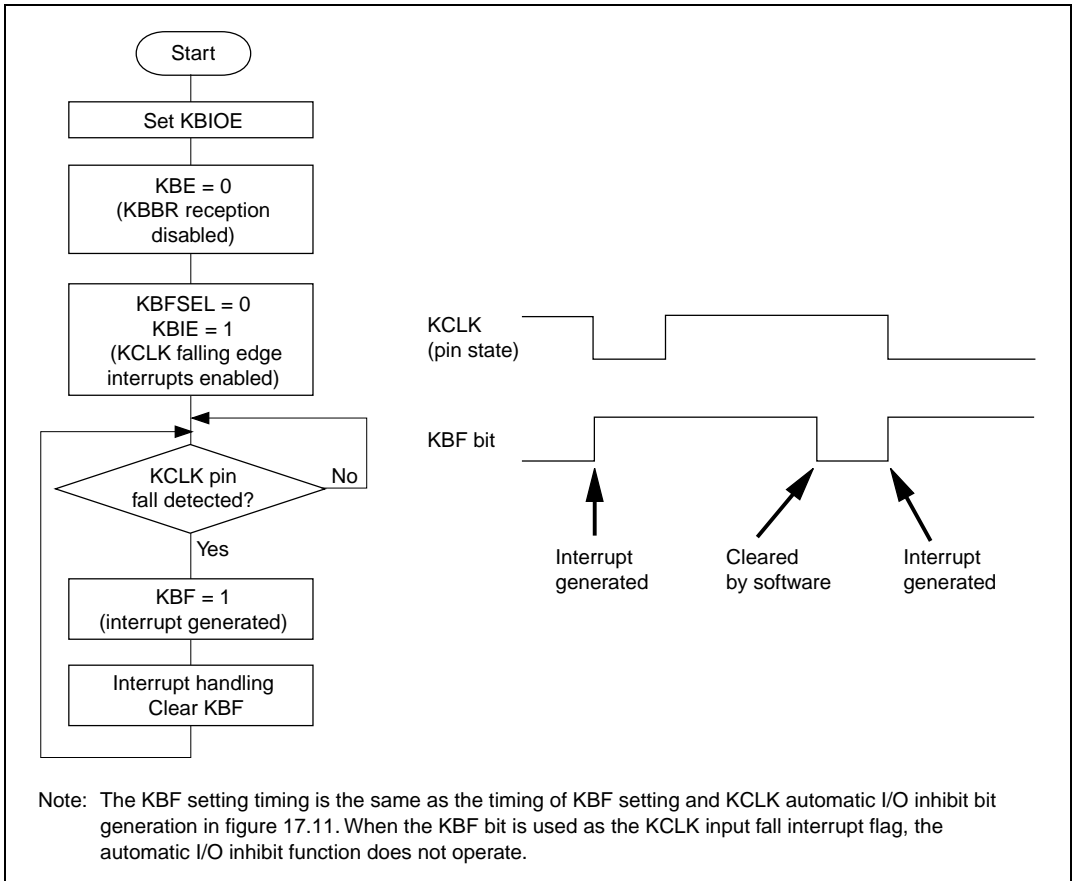 Start
Set KBIOE
KBE = 0
(KBBR reception
disabled)
KBFSEL = 0
KBIE = 1
(KCLK falling edge
interrupts enabled)
KCLK pin
fall detected?
No
Yes
KBF = 1
(interrupt generated)
Interrupt handling
Clear KBF
KCLK
(pin state)
KBF bit
Interrupt
generated
Cleared
by software
Interrupt
generated
Note: The KBF setting timing is the same as the timing of KBF setting and KCLK automatic I/O inhibit bit
generation in figure 17.11. When the KBF bit is used as the KCLK input fall interrupt flag, the
automatic I/O inhibit function does not operate.